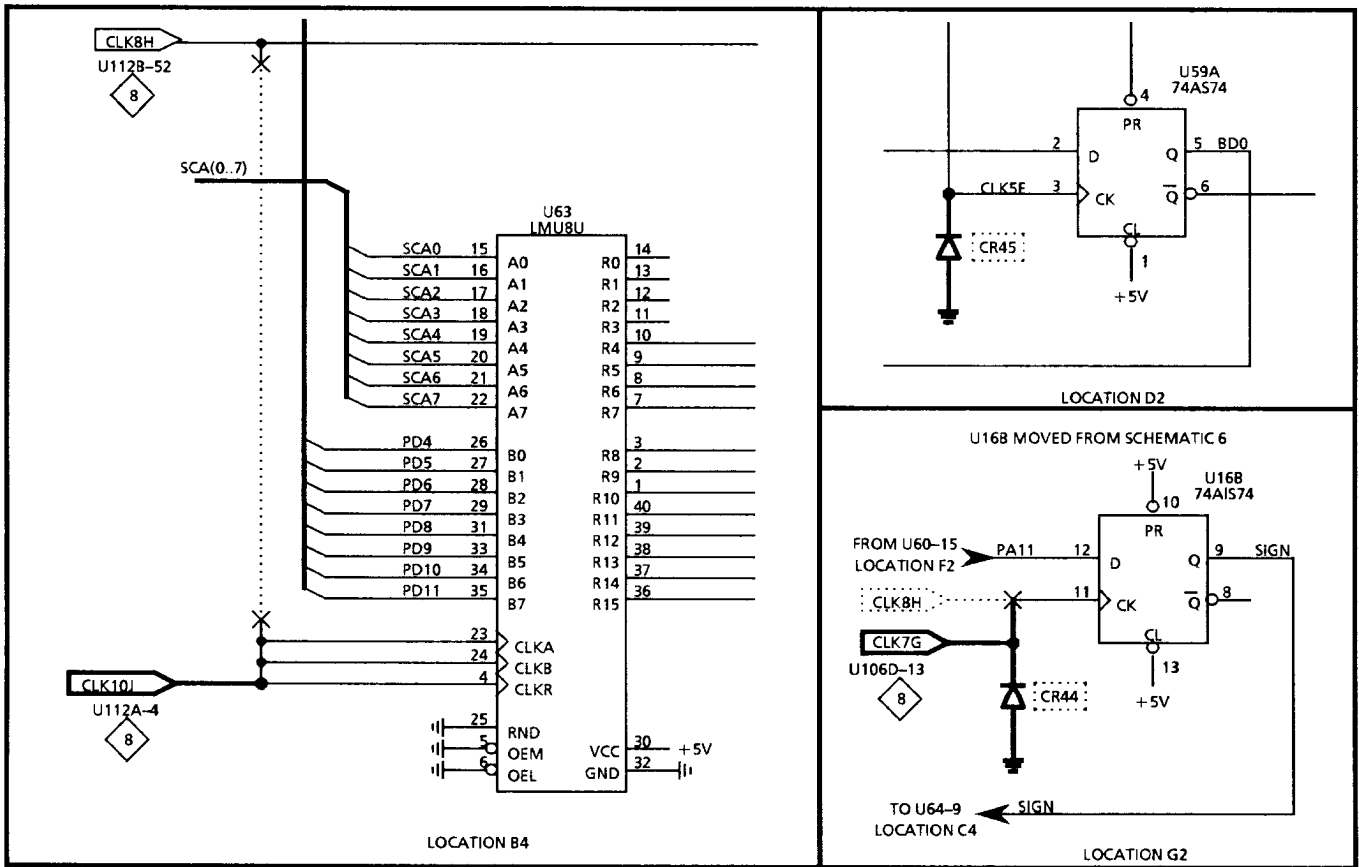 CLK8H
U112B–52
8
SCA(0..7)
U63
LMU8U
SCA0 15 A0 R0 14
SCA1 16 A1 R1 13
SCA2 17 A2 R2 12
SCA3 18 A3 R3 11
SCA4 19 A4 R4 10
SCA5 20 A5 R5 9
SCA6 21 A6 R6 8
SCA7 22 A7 R7 7
PD4 26 B0 R8 3
PD5 27 B1 R9 2
PD6 28 B2 R10 1
PD7 29 B3 R11 40
PD8 31 B4 R12 39
PD9 33 B5 R13 38
PD10 34 B6 R14 37
PD11 35 B7 R15 36
23 CLKA
24 CLKB
4 CLKR
CLK10J
U112A–4
8
25 RND
5 OEM VCC 30 +5V
6 OEL GND 32
LOCATION B4
U59A
74AS74
4
PR
2 D Q 5 BD0
CLK5F 3 CK Q 6
CL
1
+5V
CR45
LOCATION D2
U16B MOVED FROM SCHEMATIC 6
+5V
U16B
74AIS74
10
PR
FROM U60–15
LOCATION F2
PA11 12 D Q 9 SIGN
CLK8H 11 CK Q 8
CLK7G
U106D–13
8
CL
13
+5V
CR44
TO U64–9
LOCATION C4
SIGN
LOCATION G2